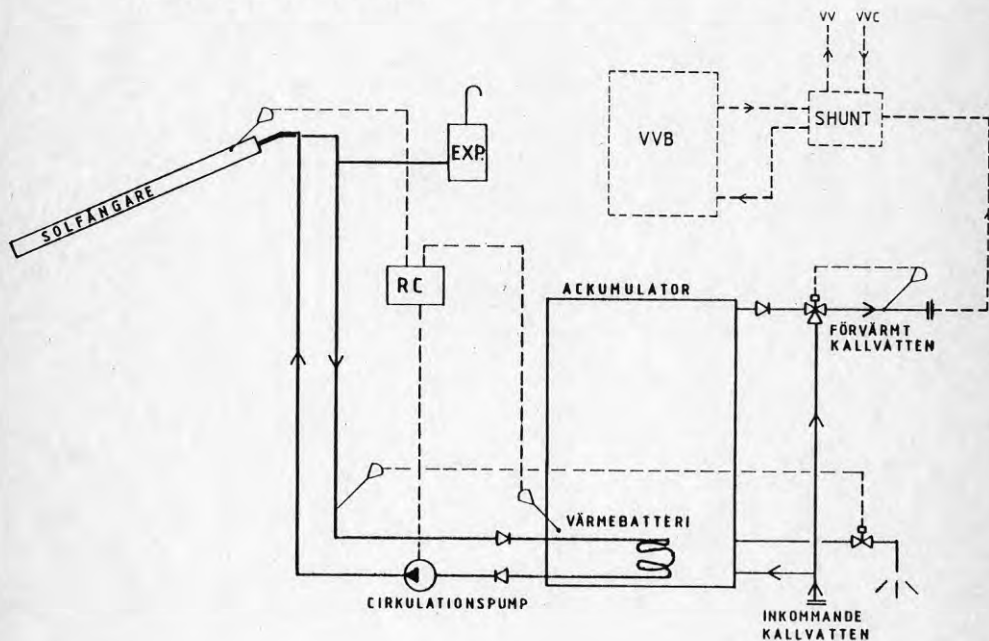 VV VVC
SHUNT
VVB
EXP.
SOLFÅNGARE
RC
ACKUMULATOR
FÖRVÄRMT
KALLVATTEN
VÄRMEBATTERI
CIRKULATIONSPUMP
INKOMMANDE
KALLVATTEN